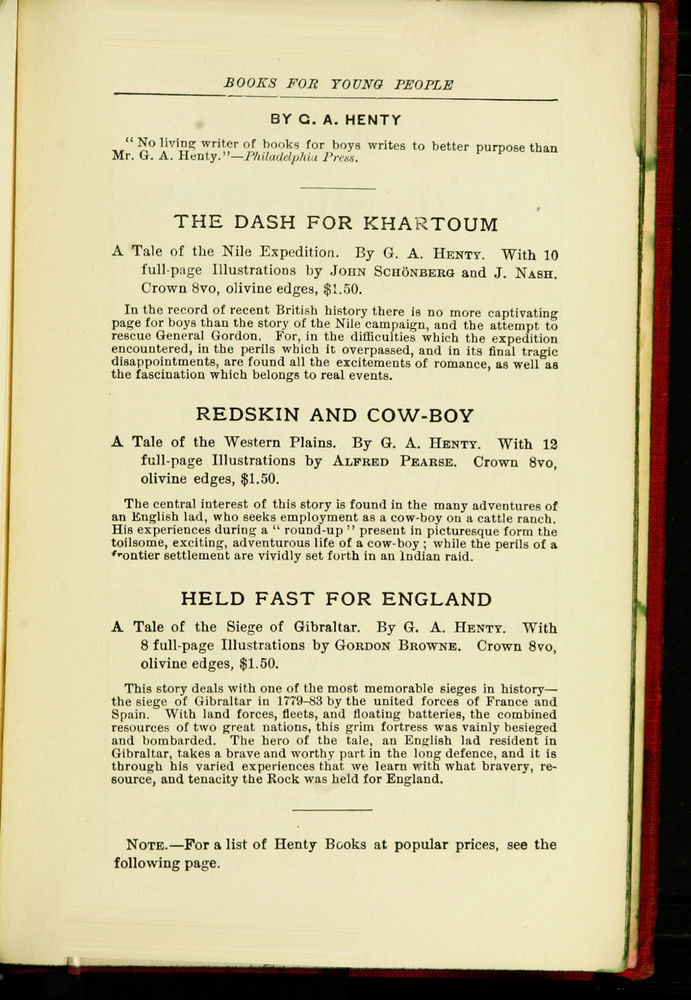 BOOKS FOR YOUNG PEOPLE
BY G. A. HENTY
“No living writer of books for boys writes to better purpose than
Mr. G. A. Henty.”—Philadelphia Press.
THE DASH FOR KHARTOUM
A Tale of the Nile Expedition. By G. A. HENTY. With 10
full-page Illustrations by JOHN SCHÖNBERG and J. NASH.
Crown 8vo, olivine edges, $1.50.
In the record of recent British history there is no more captivating
page for boys than the story of the Nile campaign, and the attempt to
rescue General Gordon. For, in the difficulties which the expedition
encountered, in the perils which it overpassed, and in its final tragic
disappointments, are found all the excitements of romance, as well as
the fascination which belongs to real events.
REDSKIN AND COW-BOY
A Tale of the Western Plains. By G. A. HENTY. With 12
full-page Illustrations by ALFRED PEARSE. Crown 8vo,
olivine edges, $1.50.
The central interest of this story is found in the many adventures of
an English lad, who seeks employment as a cow-boy on a cattle ranch.
His experiences during a “round-up” present in picturesque form the
toilsome, exciting, adventurous life of a cow-boy; while the perils of a
frontier settlement are vividly set forth in an Indian raid.
HELD FAST FOR ENGLAND
A Tale of the Siege of Gibraltar. By G. A. HENTY. With
8 full-page Illustrations by GORDON BROWNE. Crown 8vo,
olivine edges, $1.50.
This story deals with one of the most memorable sieges in history—
the siege of Gibraltar in 1779–83 by the united forces of France and
Spain. With land forces, fleets, and floating batteries, the combined
resources of two great nations, this grim fortress was vainly besieged
and bombarded. The hero of the tale, an English lad resident in
Gibraltar, takes a brave and worthy part in the long defence, and it is
through his varied experiences that we learn with what bravery, re-
source, and tenacity the Rock was held for England.
NOTE.—For a list of Henty Books at popular prices, see the
following page.